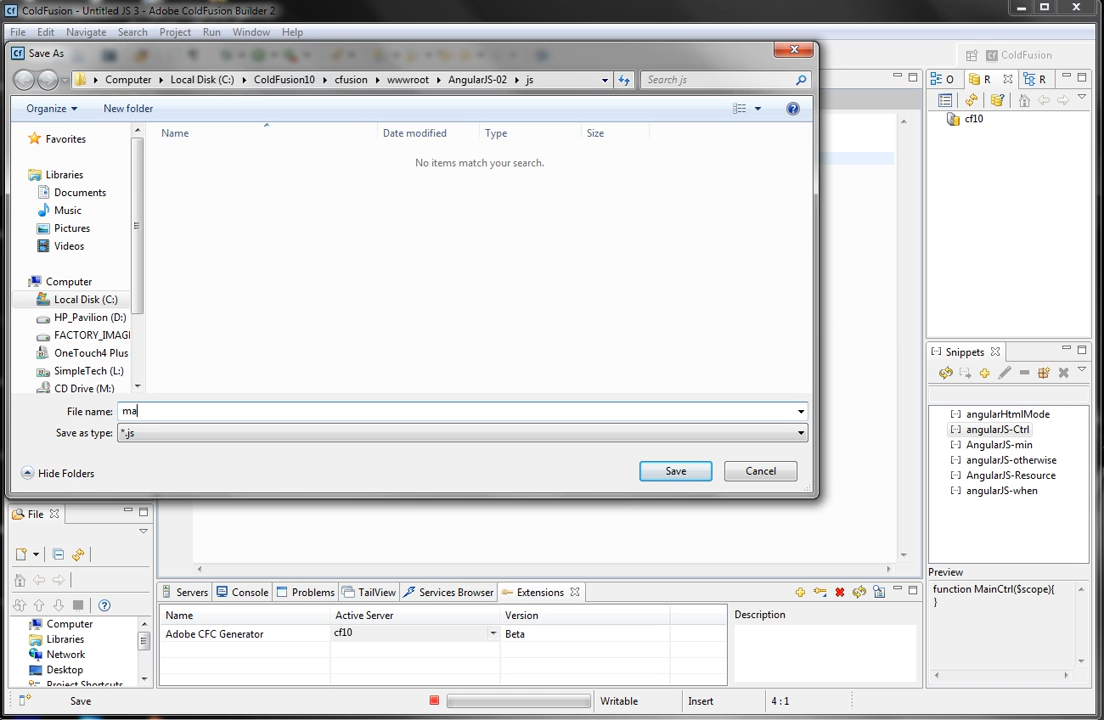 ColdFusion - Untitled JS 3 - Adobe ColdFusion Builder 2
File Edit Navigate Search Project Run Window Help
Save As
Computer Local Disk (C:) ColdFusion10 cfusion wwwroot AngularJS-02 js
Search js
ColdFusion
Organize New folder
O R R
cf10
Name Date modified Type Size
No items match your search.
Favorites
Libraries
Documents
Music
Pictures
Videos
Computer
Local Disk (C:)
HP_Pavilion (D:)
FACTORY_IMAG
OneTouch4 Plus
SimpleTech (L:)
CD Drive (M:)
File name: ma
Save as type: *.js
Hide Folders
Save Cancel
Snippets
angularHtmlMode
angularJS-Ctrl
AngularJS-min
angularJS-otherwise
AngularJS-Resource
angularJS-when
Preview
function MainCtrl($scope){
}
File
Computer
Libraries
Network
Desktop
Project Shortcuts
Servers Console Problems TailView Services Browser Extensions
Name Active Server Version
Adobe CFC Generator cf10 Beta
Description
Save
Writable Insert 4 : 1